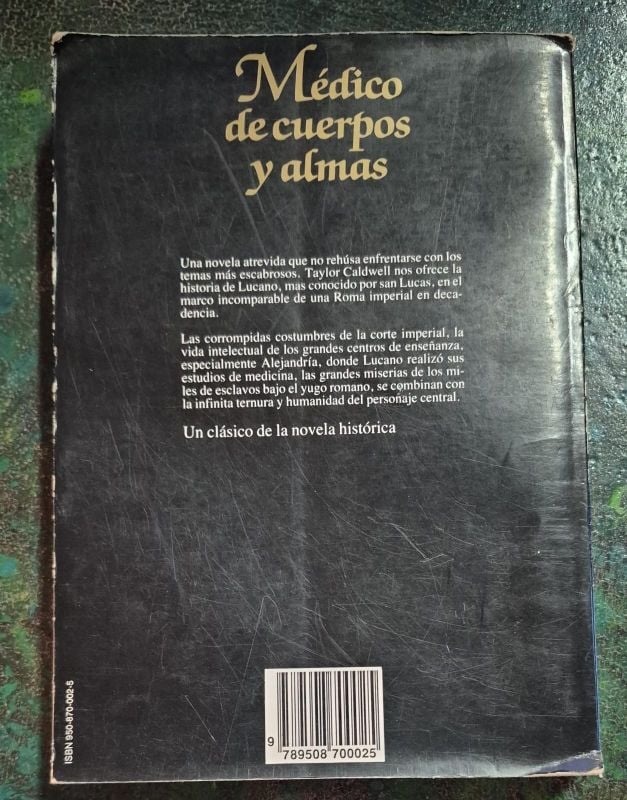 Médico
de cuerpos
y almas
Una novela atrevida que no rehúsa enfrentarse con los
temas más escabrosos. Taylor Caldwell nos ofrece la
historia de Lucano, mas conocido por san Lucas, en el
marco incomparable de una Roma imperial en deca-
dencia.
Las corrompidas costumbres de la corte imperial, la
vida intelectual de los grandes centros de enseñanza,
especialmente Alejandría, donde Lucano realizó sus
estudios de medicina, las grandes miserias de los mi-
les de esclavos bajo el yugo romano, se combinan con
la infinita ternura y humanidad del personaje central.
Un clásico de la novela histórica
ISBN 950-870-002-5
9 789508 700025